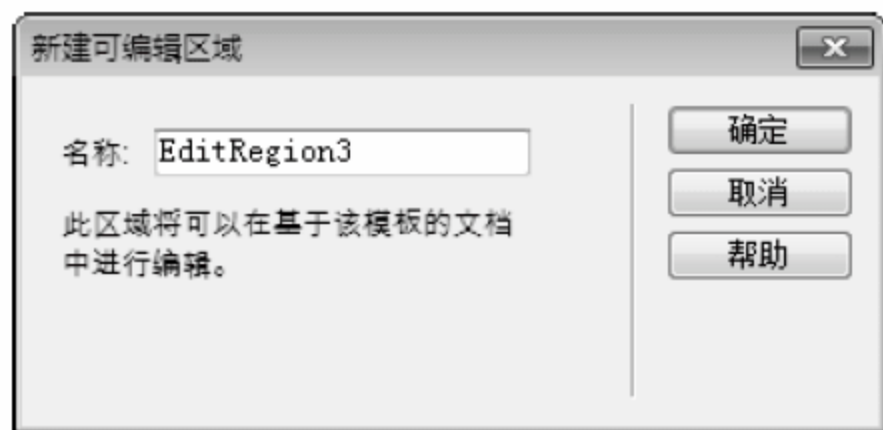 新建可编辑区域
名称: EditRegion3
此区域将可以在基于该模板的文档
中进行编辑。
确定
取消
帮助